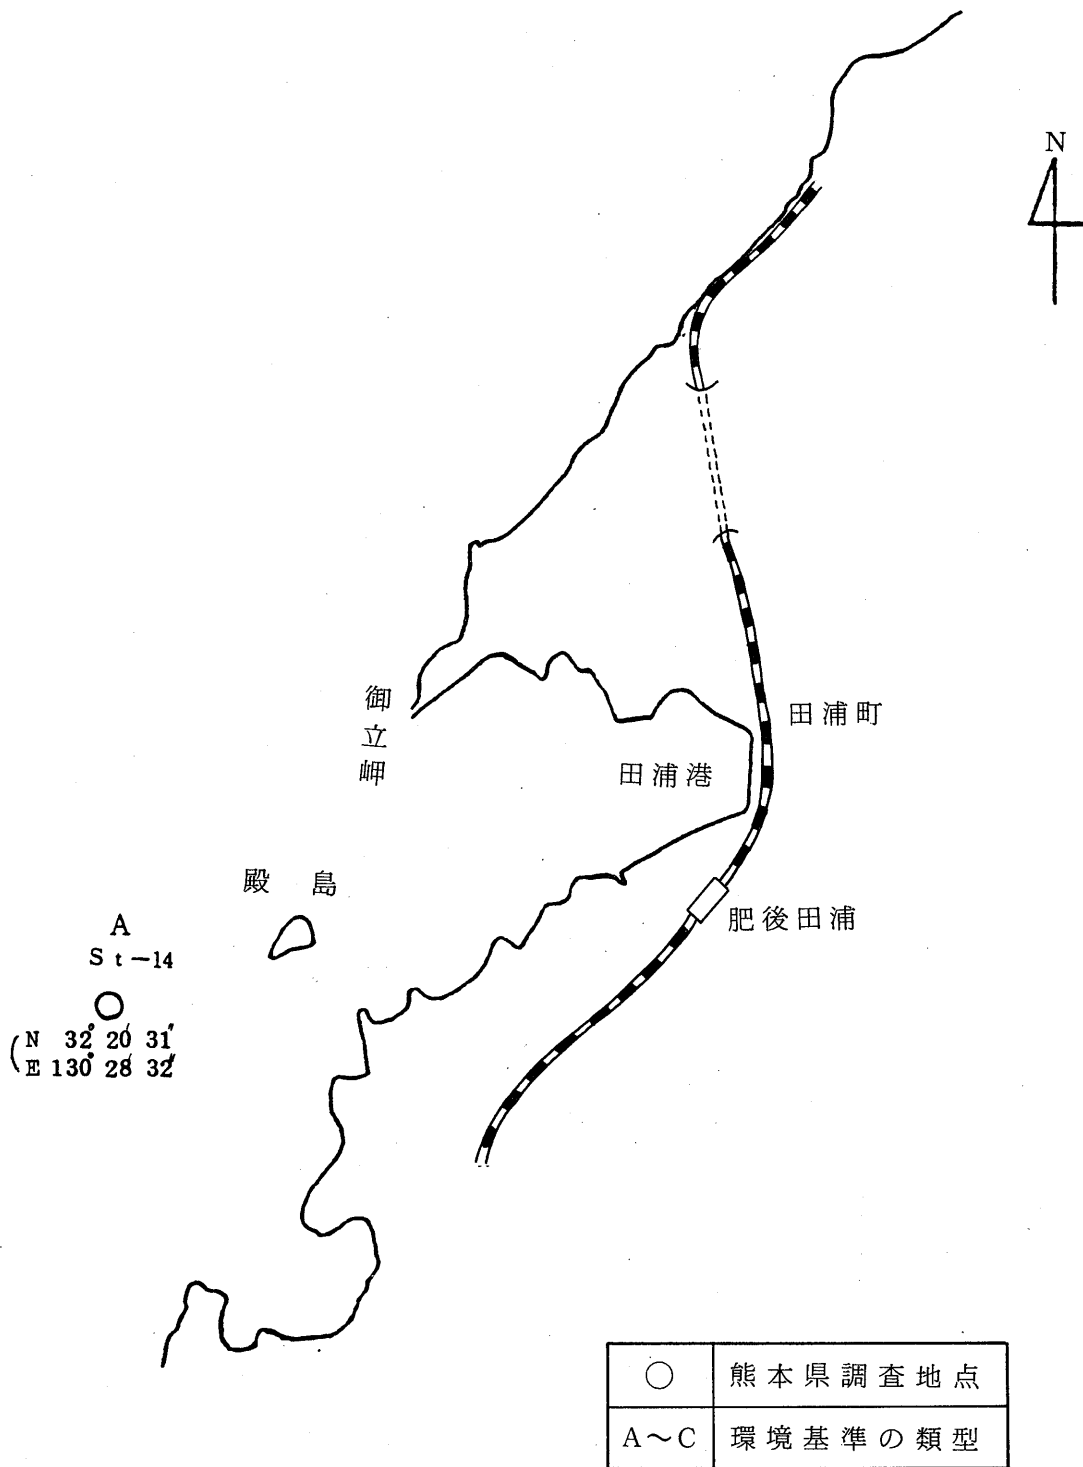 N
御立岬
田浦町
田浦港
殿島
肥後田浦
A
St-14
(N 32° 20′ 31″
E 130° 28′ 32″
○ 熊本県調査地点
A~C 環境基準の類型